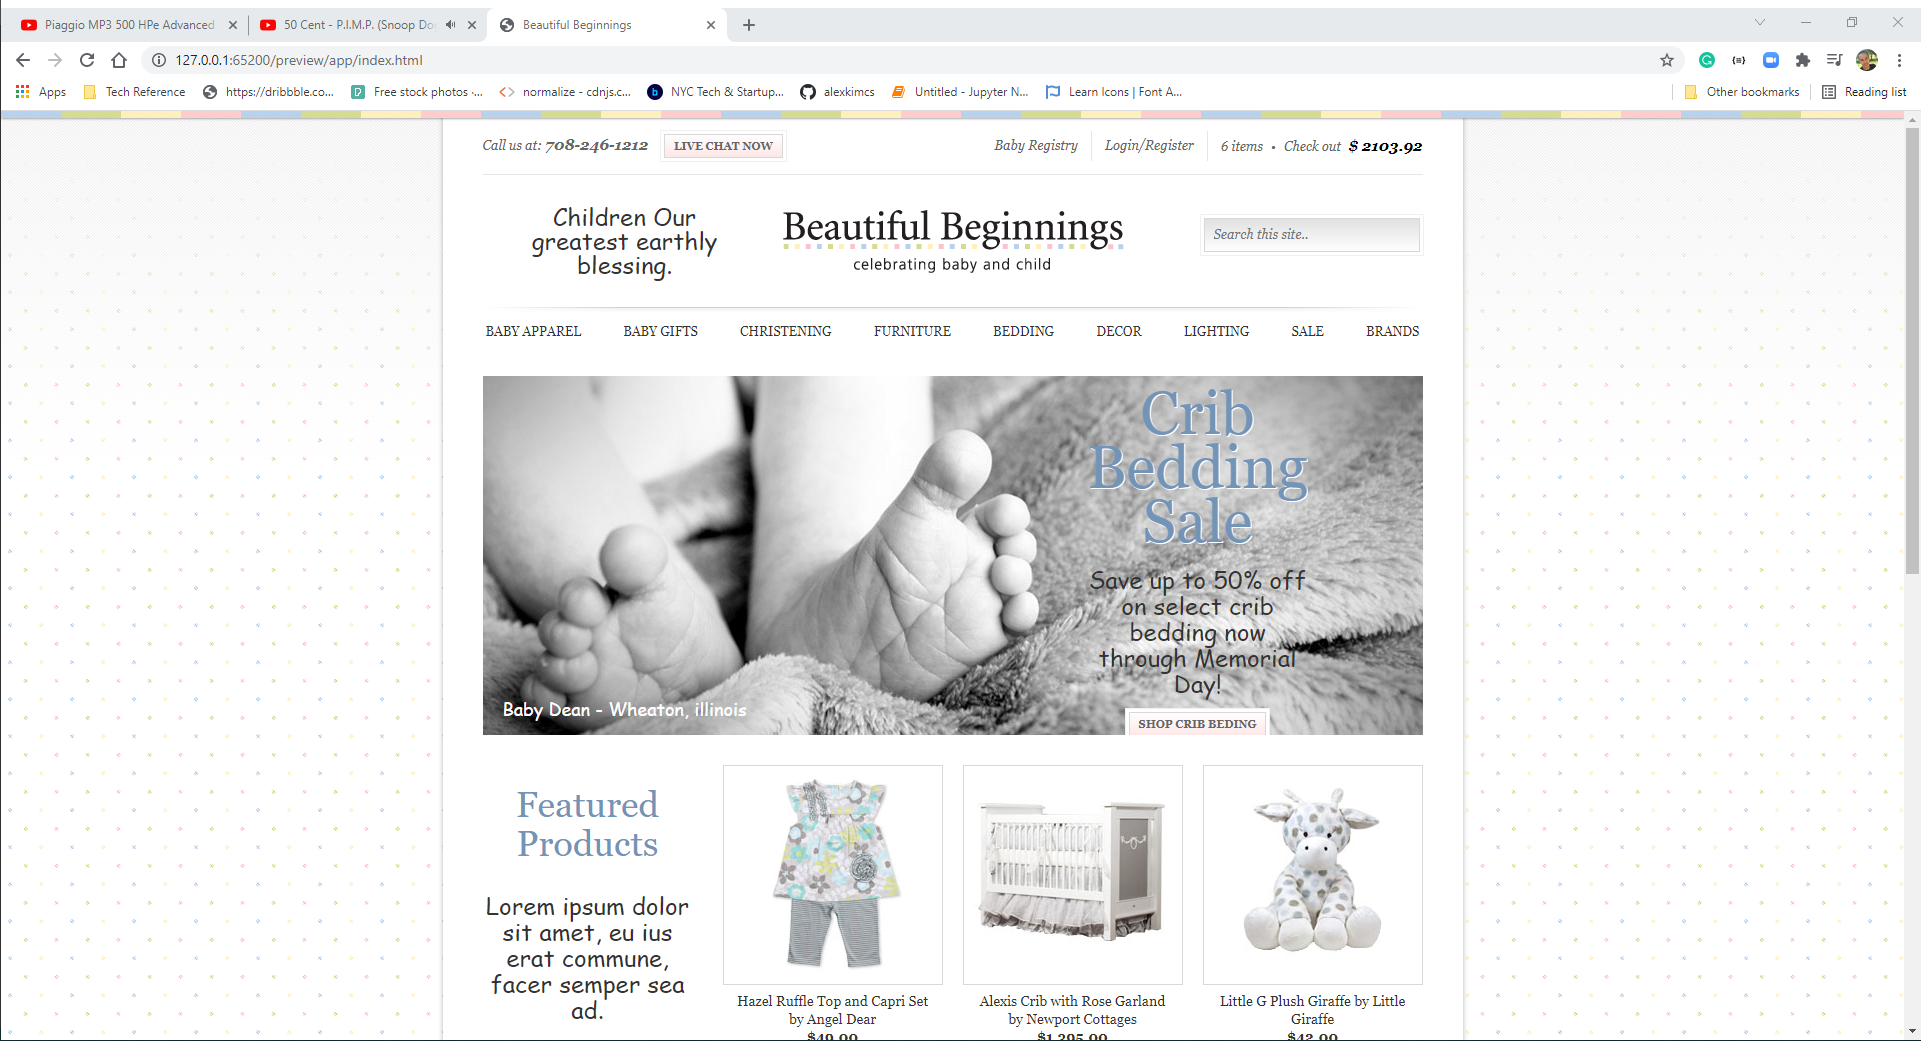 Piaggio MP3 500 HPe Advanced
50 Cent - P.I.M.P. (Snoop Do
Beautiful Beginnings
127.0.0.1:65200/preview/app/index.html
Apps
Tech Reference
https://dribbble.co...
Free stock photos ·...
normalize - cdnjs.c...
NYC Tech & Startup...
alexkimcs
Untitled - Jupyter N...
Learn Icons | Font A...
Other bookmarks
Reading list
Call us at: 708-246-1212
LIVE CHAT NOW
Baby Registry
Login/Register
6 items • Check out $ 2103.92
Children Our
greatest earthly
blessing.
Beautiful Beginnings
celebrating baby and child
Search this site..
BABY APPAREL
BABY GIFTS
CHRISTENING
FURNITURE
BEDDING
DECOR
LIGHTING
SALE
BRANDS
Crib
Bedding
Sale
Save up to 50% off
on select crib
bedding now
through Memorial
Day!
SHOP CRIB BEDING
Baby Dean - Wheaton, illinois
Featured
Products
Lorem ipsum dolor
sit amet, eu ius
erat commune,
facer semper sea
ad.
Hazel Ruffle Top and Capri Set
by Angel Dear
$49.00
Alexis Crib with Rose Garland
by Newport Cottages
$1,395.00
Little G Plush Giraffe by Little
Giraffe
$42.00